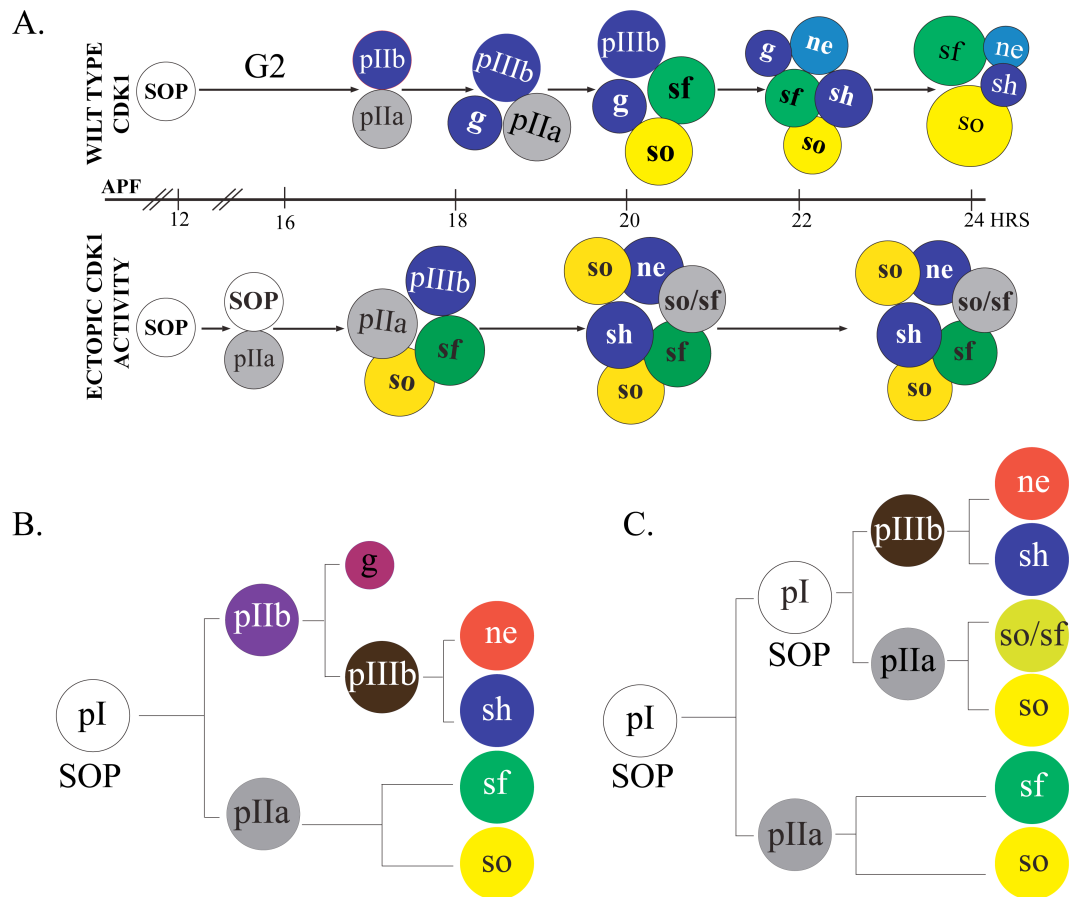 A.
WILT TYPE
CDK1
SOP
G2
pIIb
pIIa
pIIIb
g
pIIa
pIIIb
g
sf
so
g
ne
sf
sh
so
sf
ne
sh
so
APF
12
16
18
20
22
24 HRS
ECTOPIC CDK1
ACTIVITY
SOP
SOP
pIIa
pIIIb
pIIa
sf
so
so
ne
so/sf
sh
sf
so
so
ne
so/sf
sh
sf
so
B.
g
pIIb
ne
pIIIb
sh
pI
SOP
sf
pIIa
so
C.
ne
pIIIb
sh
pI
SOP
so/sf
pIIa
so
pI
SOP
sf
pIIa
so